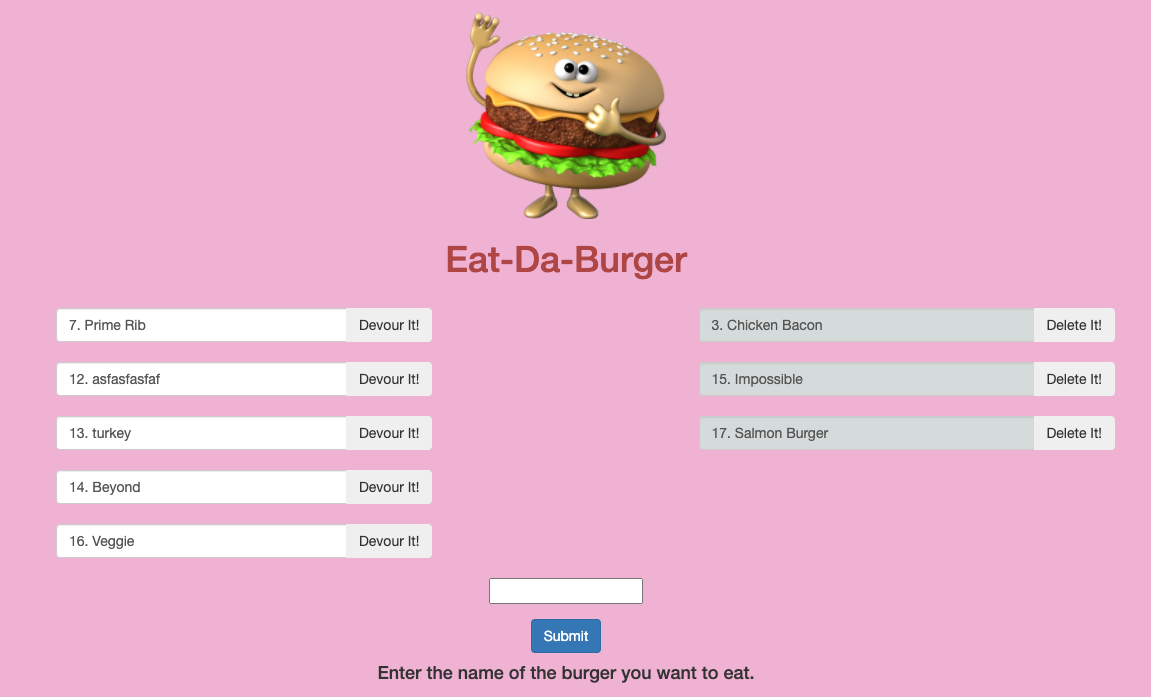 Eat-Da-Burger
7. Prime Rib Devour It!
12. asfasfasfaf Devour It!
13. turkey Devour It!
14. Beyond Devour It!
16. Veggie Devour It!
3. Chicken Bacon Delete It!
15. Impossible Delete It!
17. Salmon Burger Delete It!
Submit
Enter the name of the burger you want to eat.